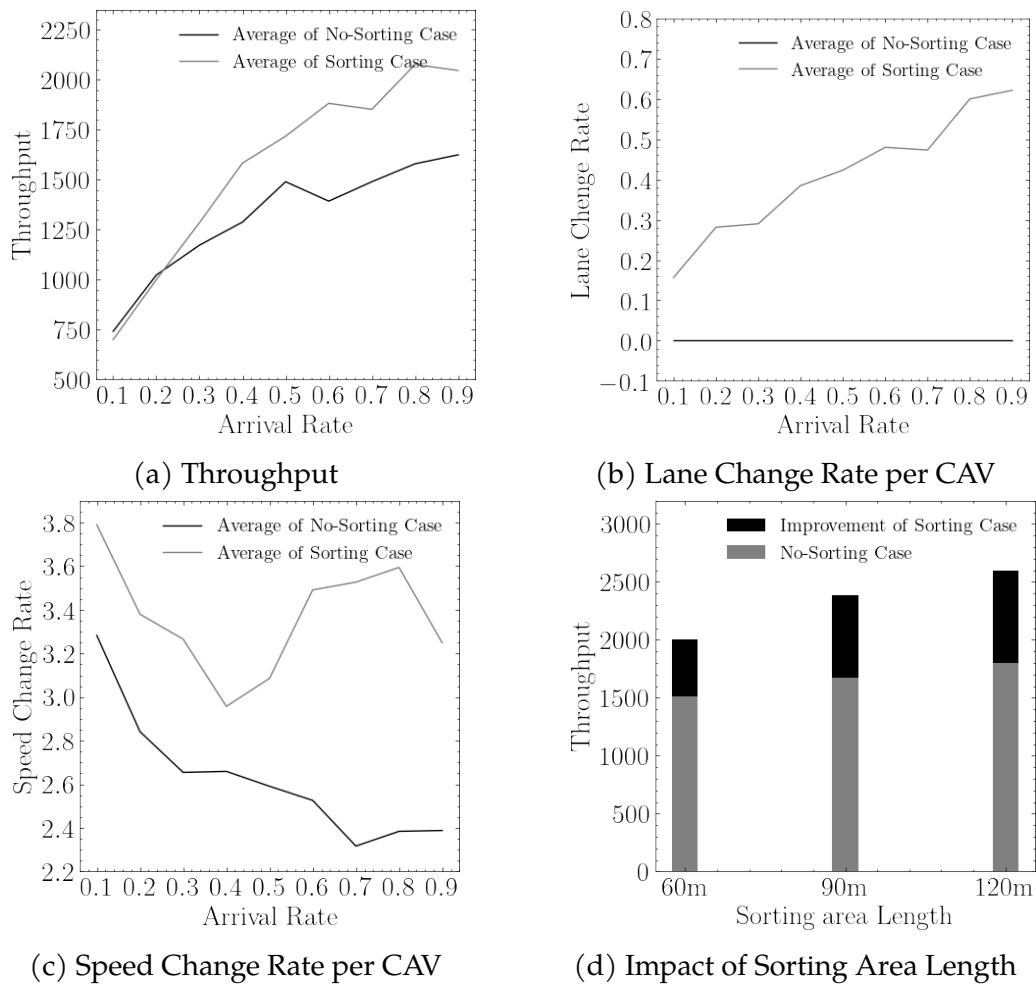 2250
2000
1750
1500
1250
1000
750
500
Throughput
Average of No-Sorting Case
Average of Sorting Case
0.1 0.2 0.3 0.4 0.5 0.6 0.7 0.8 0.9
Arrival Rate
(a) Throughput
0.8
0.7
0.6
0.5
0.4
0.3
0.2
0.1
0.0
−0.1
Lane Chenge Rate
Average of No-Sorting Case
Average of Sorting Case
0.1 0.2 0.3 0.4 0.5 0.6 0.7 0.8 0.9
Arrival Rate
(b) Lane Change Rate per CAV
3.8
3.6
3.4
3.2
3.0
2.8
2.6
2.4
2.2
Speed Change Rate
Average of No-Sorting Case
Average of Sorting Case
0.1 0.2 0.3 0.4 0.5 0.6 0.7 0.8 0.9
Arrival Rate
(c) Speed Change Rate per CAV
3000
2500
2000
1500
1000
500
0
Throughput
Improvement of Sorting Case
No-Sorting Case
60m 90m 120m
Sorting area Length
(d) Impact of Sorting Area Length